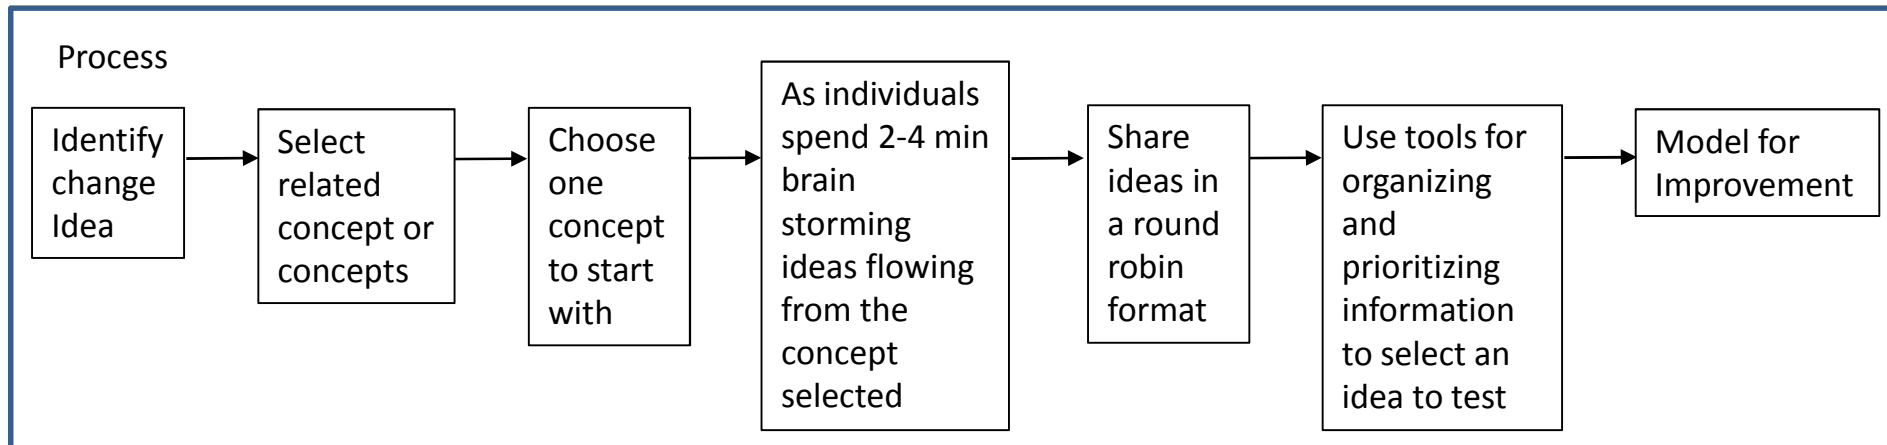 Process
Identify
change
Idea
Select
related
concept or
concepts
Choose
one
concept
to start
with
As individuals
spend 2-4 min
brain
storming
ideas flowing
from the
concept
selected
Share
ideas in
a round
robin
format
Use tools for
organizing
and
prioritizing
information
to select an
idea to test
Model for
Improvement